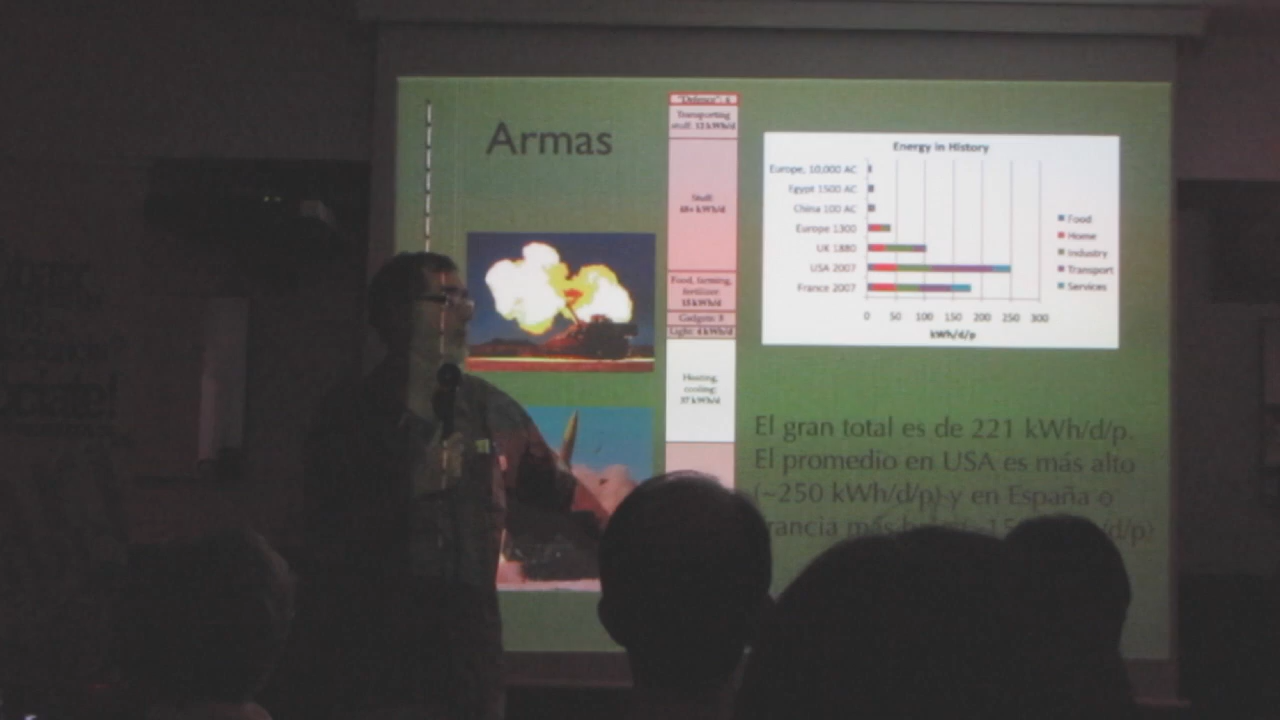 Armas
"Defence": 4
Transporting
stuff: 12 kWh/d
Stuff:
48+ kWh/d
Food, farming,
fertilizer:
15 kWh/d
Gadgets: 5
Light: 4 kWh/d
Heating,
cooling:
37 kWh/d
Energy in History
Europe, 10,000 AC
Egypt 1500 AC
China 100 AC
Europe 1300
UK 1880
USA 2007
France 2007
0 50 100 150 200 250 300
kWh/d/p
Food
Home
Industry
Transport
Services
El gran total es de 221 kWh/d/p.
El promedio en USA es más alto
(~250 kWh/d/p) y en España o